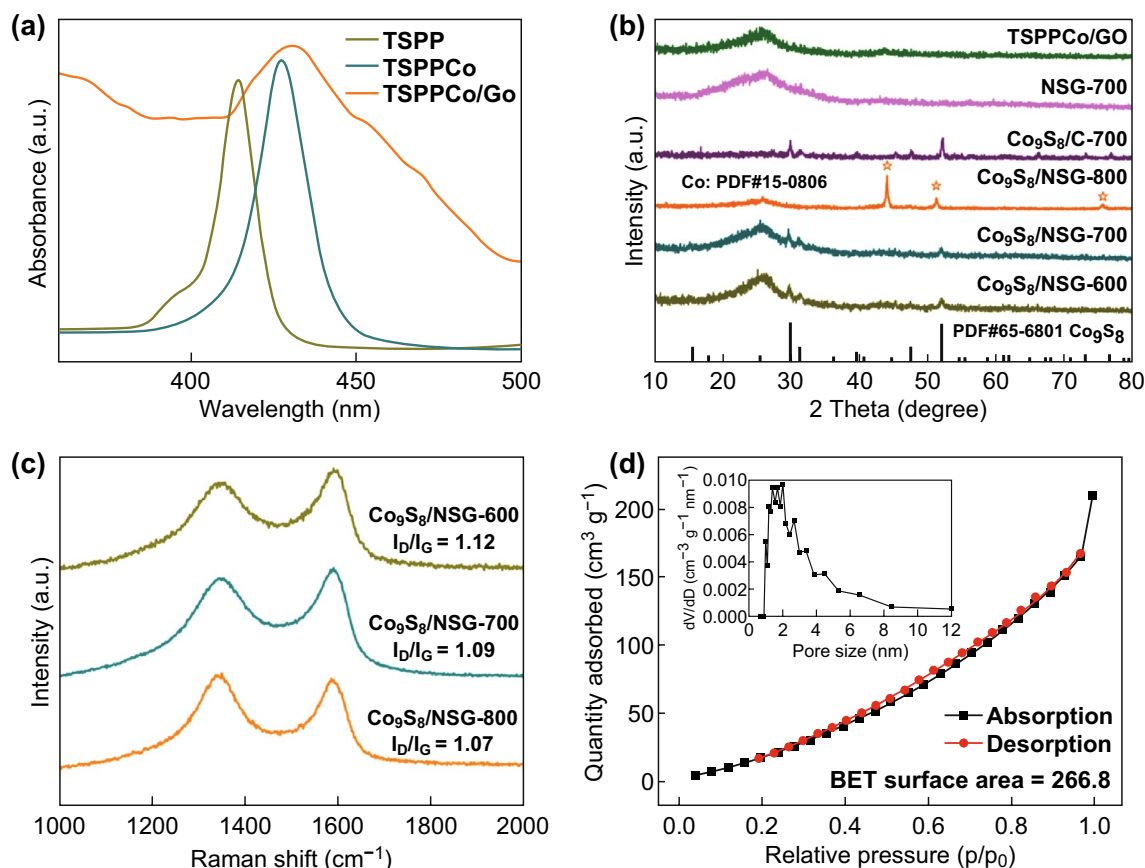 (a)
TSPP
TSPPCo
TSPPCo/Go
Absorbance (a.u.)
400 450 500
Wavelength (nm)
(b)
TSPPCo/GO
NSG-700
Co₉S₈/C-700
Co: PDF#15-0806
Co₉S₈/NSG-800
Co₉S₈/NSG-700
Co₉S₈/NSG-600
PDF#65-6801 Co₉S₈
Intensity (a.u.)
10 20 30 40 50 60 70 80
2 Theta (degree)
(c)
Co₉S₈/NSG-600
I_D/I_G = 1.12
Co₉S₈/NSG-700
I_D/I_G = 1.09
Co₉S₈/NSG-800
I_D/I_G = 1.07
Intensity (a.u.)
1000 1200 1400 1600 1800 2000
Raman shift (cm⁻¹)
(d)
Quantity adsorbed (cm³ g⁻¹)
200
150
100
50
0
dV/dD (cm⁻³ g⁻¹ nm⁻¹)
0.010
0.008
0.006
0.004
0.002
0.000
0 2 4 6 8 10 12
Pore size (nm)
Absorption
Desorption
BET surface area = 266.8
0.0 0.2 0.4 0.6 0.8 1.0
Relative pressure (p/p₀)